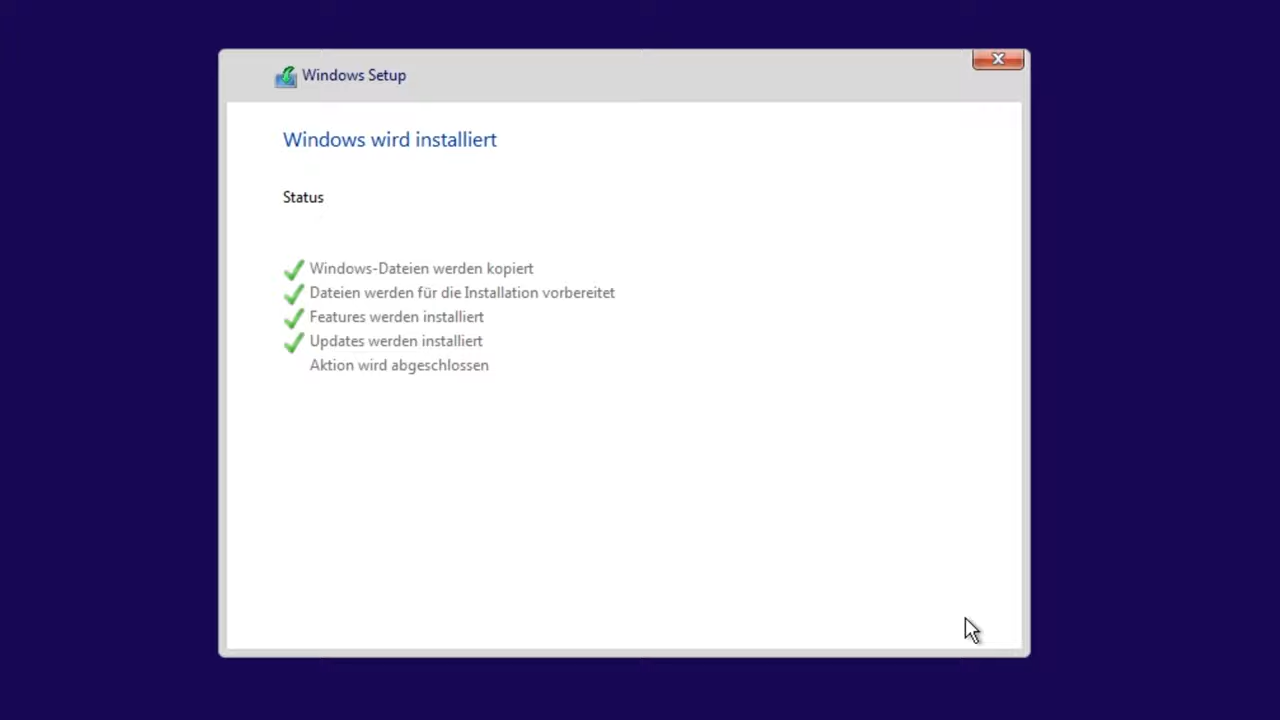 Windows Setup
Windows wird installiert
Status
Windows-Dateien werden kopiert
Dateien werden für die Installation vorbereitet
Features werden installiert
Updates werden installiert
Aktion wird abgeschlossen